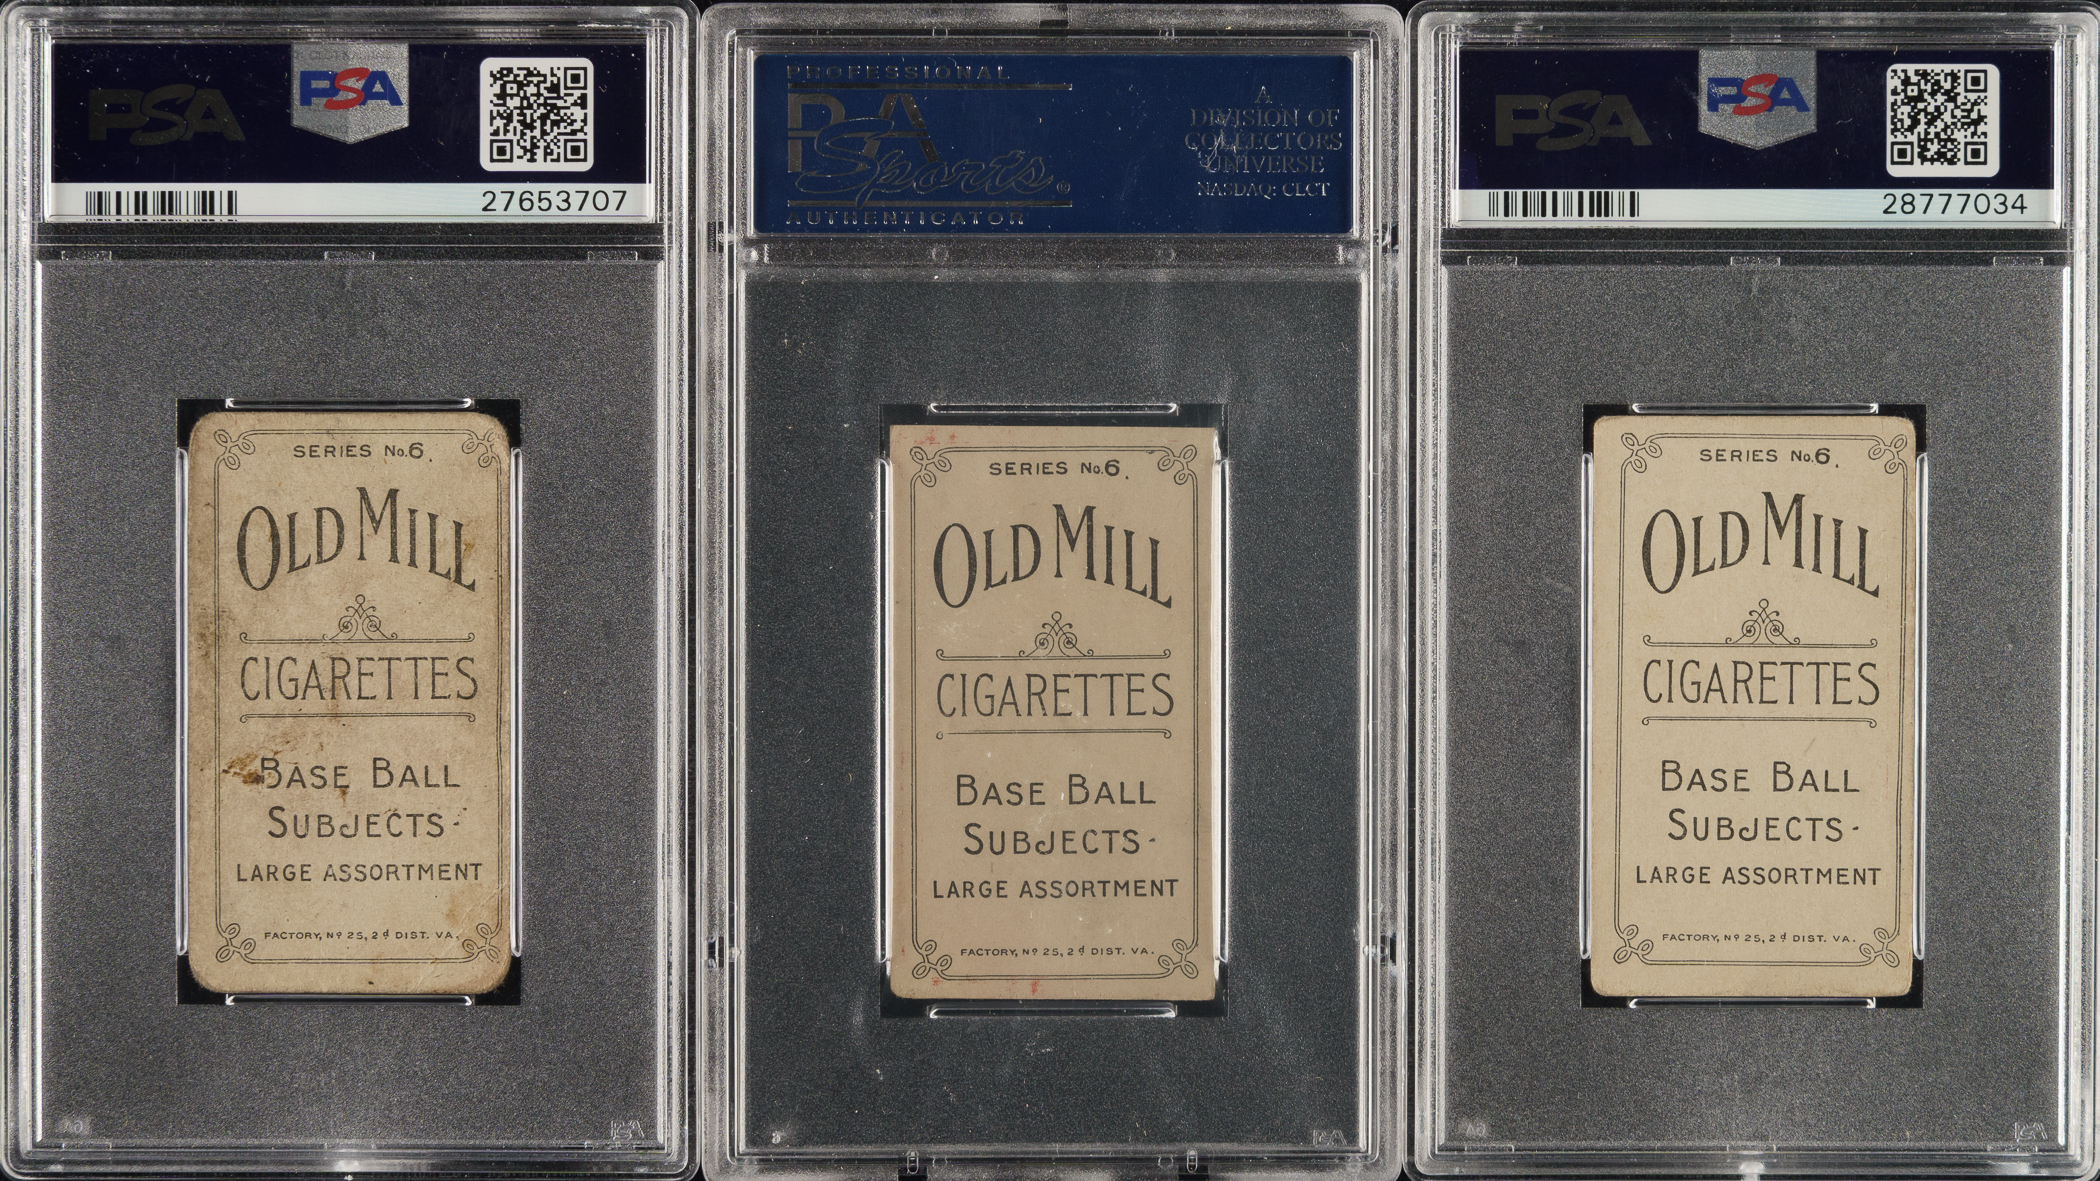 PSA
PSA
27653707
SERIES No.6.
OLD MILL
CIGARETTES
BASE BALL
SUBJECTS-
LARGE ASSORTMENT
FACTORY, Nº 25, 2d DIST. VA.
PROFESSIONAL
PSA
Sports®
AUTHENTICATOR
A
DIVISION OF
COLLECTORS
UNIVERSE
NASDAQ: CLCT
SERIES No.6.
OLD MILL
CIGARETTES
BASE BALL
SUBJECTS-
LARGE ASSORTMENT
FACTORY, Nº 25, 2d DIST. VA.
PSA
PSA
28777034
SERIES No.6.
OLD MILL
CIGARETTES
BASE BALL
SUBJECTS-
LARGE ASSORTMENT
FACTORY, Nº 25, 2d DIST. VA.